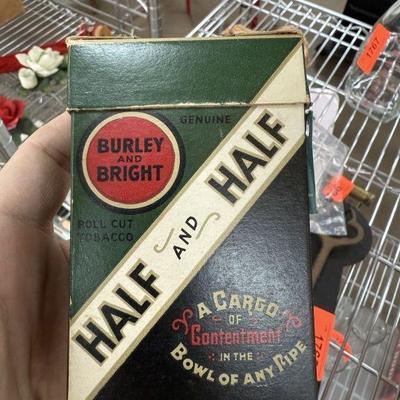 GENUINE
BURLEY
AND
BRIGHT
ROLL CUT
TOBACCO
HALF AND HALF
A CARGO
OF
Contentment
IN THE
BOWL OF ANY PIPE
1761